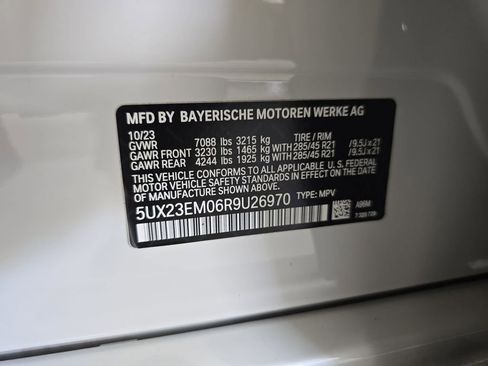 MFD BY BAYERISCHE MOTOREN WERKE AG
10/23
GVWR 7088 lbs 3215 kg TIRE / RIM
GAWR FRONT 3230 lbs 1465 kg WITH 285/45 R21 /9.5J x 21
GAWR REAR 4244 lbs 1925 kg WITH 285/45 R21 /9.5J x 21
THIS VEHICLE CONFORMS TO ALL APPLICABLE U.S. FEDERAL
MOTOR VEHICLE SAFETY STANDARDS IN EFFECT ON THE DATE
OF MANUFACTURE SHOWN ABOVE.
5UX23EM06R9U26970 TYPE: MPV
A96M